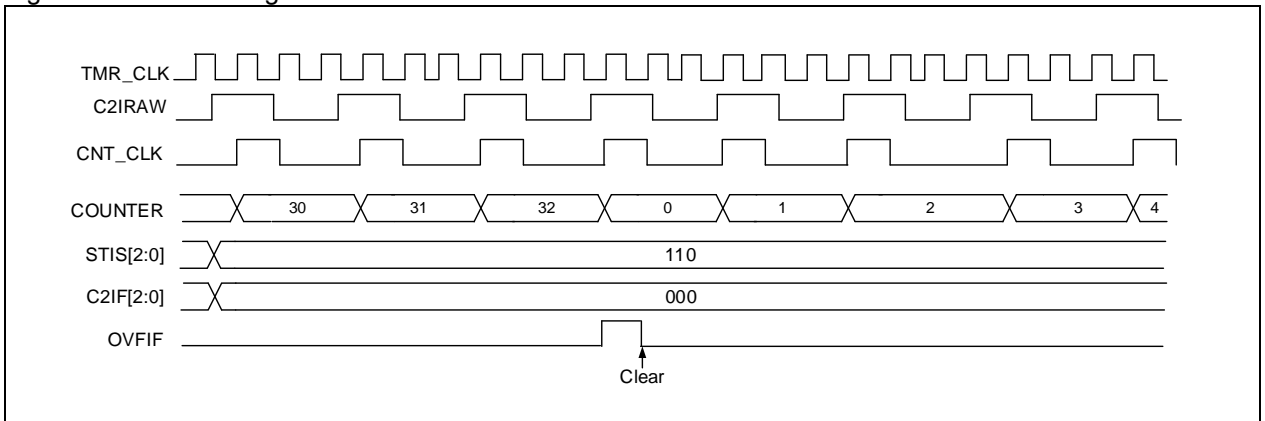 TMR_CLK
C2IRAW
CNT_CLK
COUNTER 30 31 32 0 1 2 3 4
STIS[2:0] 110
C2IF[2:0] 000
OVFIF
Clear